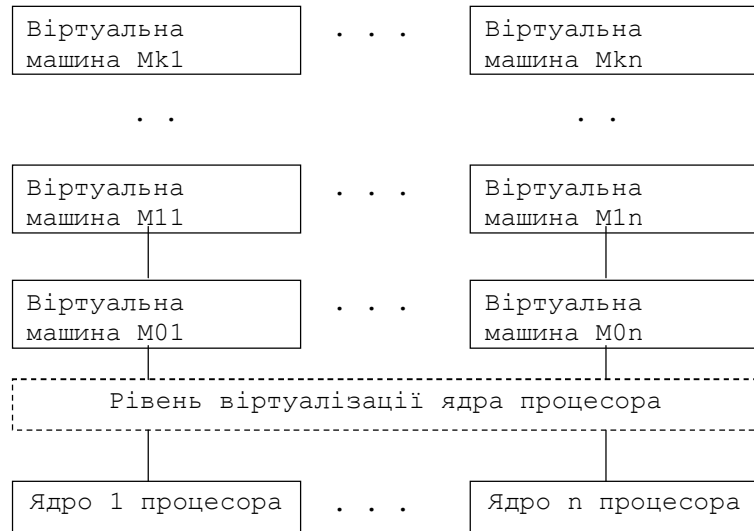 Віртуальна . . . Віртуальна
машина Mk1 машина Mkn
. . . .
Віртуальна . . . Віртуальна
машина M11 машина M1n
Віртуальна . . . Віртуальна
машина M01 машина M0n
Рівень віртуалізації ядра процесора
Ядро 1 процесора . . . Ядро n процесора